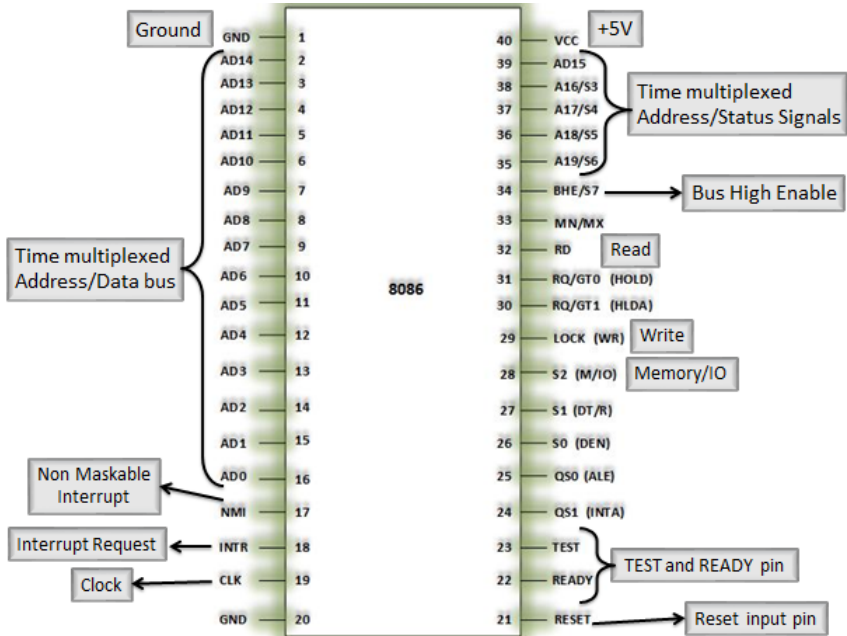 Ground
GND 1
AD14 2
AD13 3
AD12 4
AD11 5
AD10 6
AD9 7
AD8 8
AD7 9
AD6 10
AD5 11
AD4 12
AD3 13
AD2 14
AD1 15
AD0 16
NMI 17
INTR 18
CLK 19
GND 20
Time multiplexed
Address/Data bus
Non Maskable
Interrupt
Interrupt Request
Clock
8086
40 VCC +5V
39 AD15
38 A16/S3
37 A17/S4
36 A18/S5
35 A19/S6
Time multiplexed
Address/Status Signals
34 BHE/S7 Bus High Enable
33 MN/MX
32 RD Read
31 RQ/GT0 (HOLD)
30 RQ/GT1 (HLDA)
29 LOCK (WR) Write
28 S2 (M/IO) Memory/IO
27 S1 (DT/R)
26 S0 (DEN)
25 QS0 (ALE)
24 QS1 (INTA)
23 TEST
22 READY
TEST and READY pin
21 RESET Reset input pin